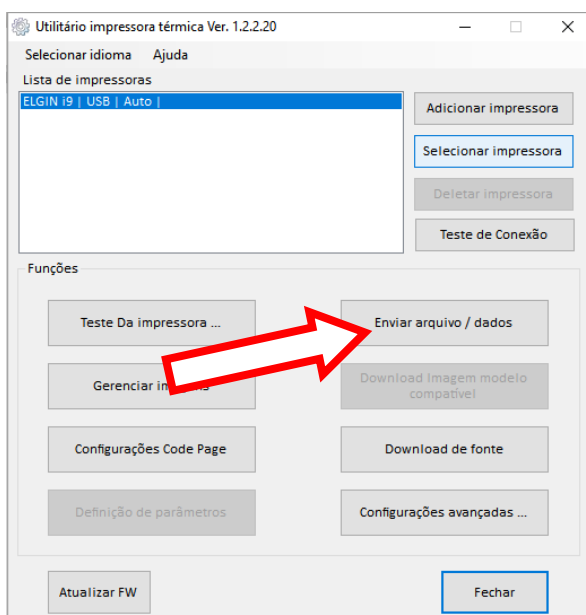 Utilitário impressora térmica Ver. 1.2.2.20
Selecionar idioma Ajuda
Lista de impressoras
ELGIN i9 | USB | Auto |
Adicionar impressora
Selecionar impressora
Deletar impressora
Teste de Conexão
Funções
Teste Da impressora ...
Enviar arquivo / dados
Gerenciar
Download Imagem modelo
compatível
Configurações Code Page
Download de fonte
Definição de parâmetros
Configurações avançadas ...
Atualizar FW
Fechar